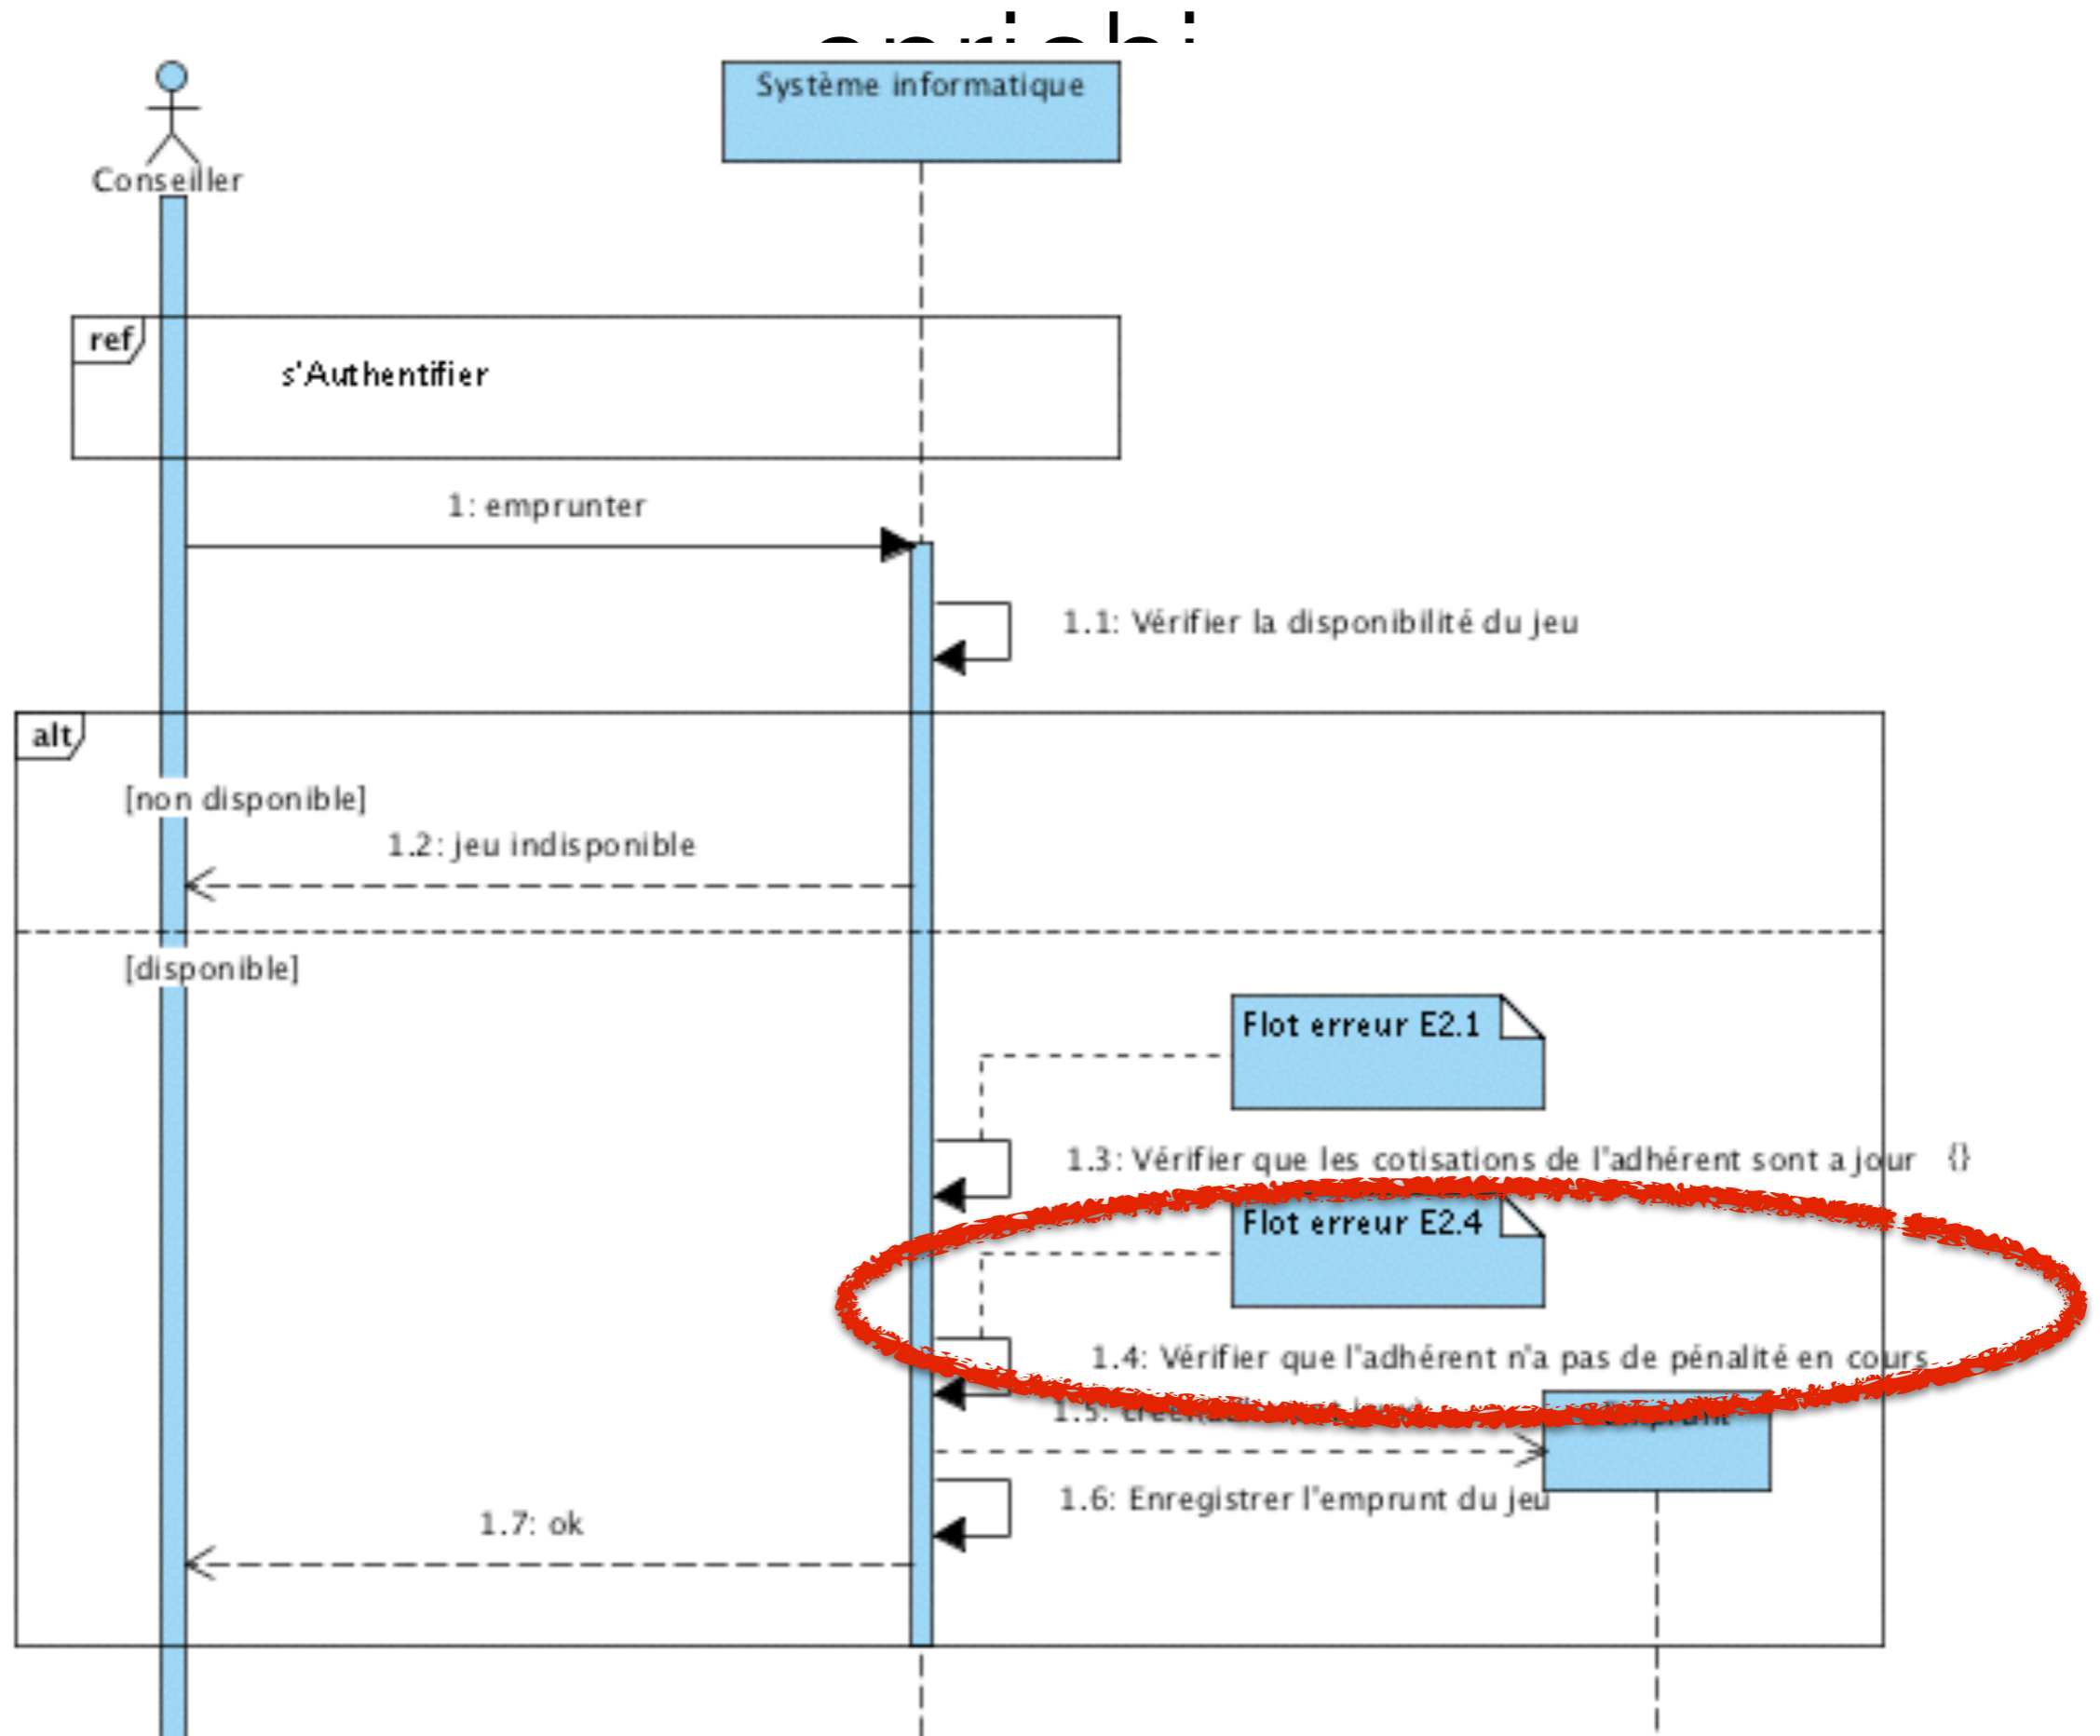 Système informatique
Conseiller
ref
s'Authentifier
1: emprunter
1.1: Vérifier la disponibilité du jeu
alt
[non disponible]
1.2: jeu indisponible
[disponible]
Flot erreur E2.1
1.3: Vérifier que les cotisations de l'adhérent sont a jour {}
Flot erreur E2.4
1.4: Vérifier que l'adhérent n'a pas de pénalité en cours
1.5:
1.6: Enregistrer l'emprunt du jeu
1.7: ok